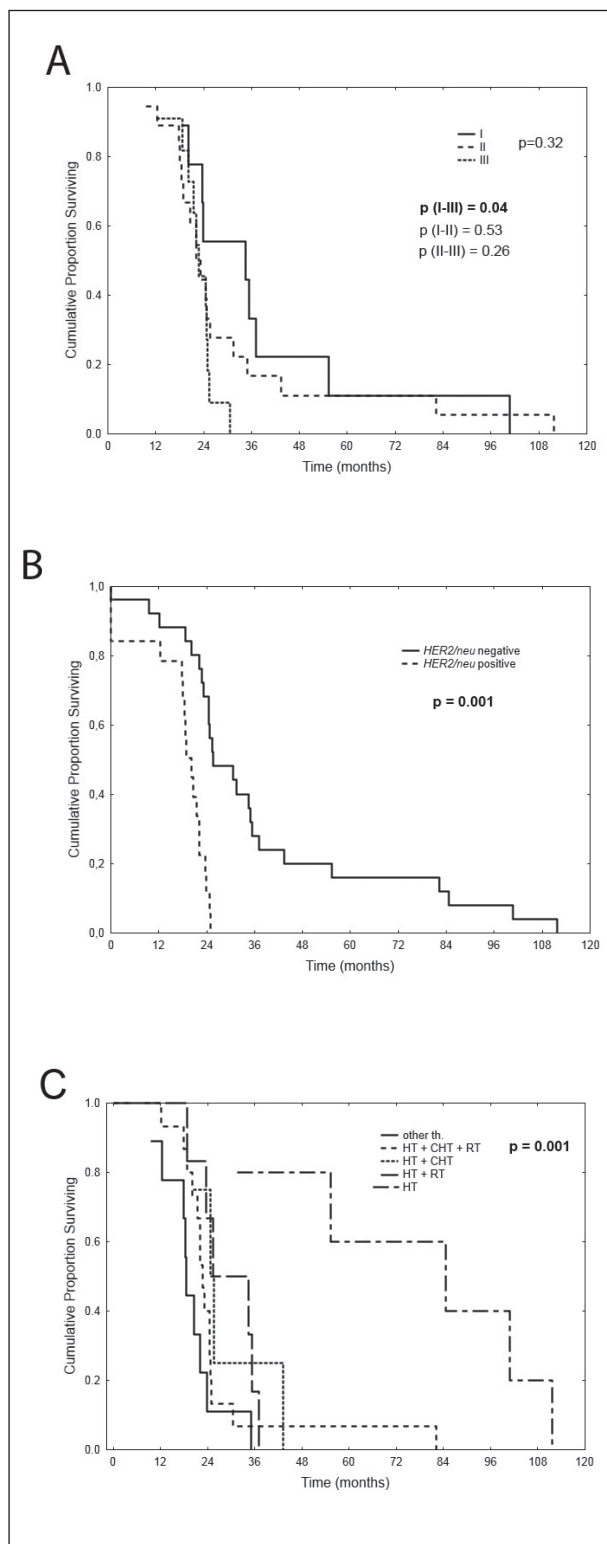 A
1.0
0.8
0.6
0.4
0.2
0.0
Cumulative Proportion Surviving
I
II
III
p=0.32
p (I-III) = 0.04
p (I-II) = 0.53
p (II-III) = 0.26
0 12 24 36 48 60 72 84 96 108 120
Time (months)
B
1,0
0,8
0,6
0,4
0,2
0,0
Cumulative Proportion Surviving
HER2/neu negative
HER2/neu positive
p = 0.001
0 12 24 36 48 60 72 84 96 108 120
Time (months)
C
1.0
0.8
0.6
0.4
0.2
0.0
Cumulative Proportion Surviving
other th.
HT + CHT + RT
HT + CHT
HT + RT
HT
p = 0.001
0 12 24 36 48 60 72 84 96 108 120
Time (months)